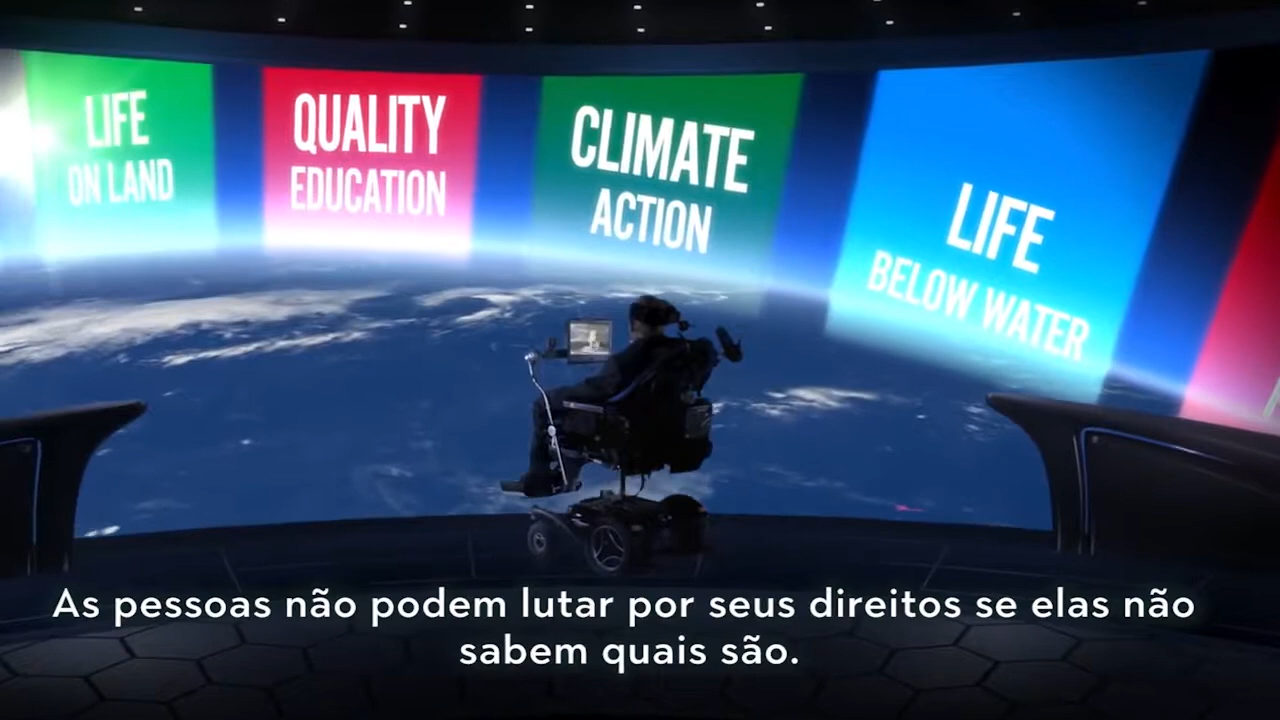 LIFE
ON LAND
QUALITY
EDUCATION
CLIMATE
ACTION
LIFE
BELOW WATER
As pessoas não podem lutar por seus direitos se elas não
sabem quais são.